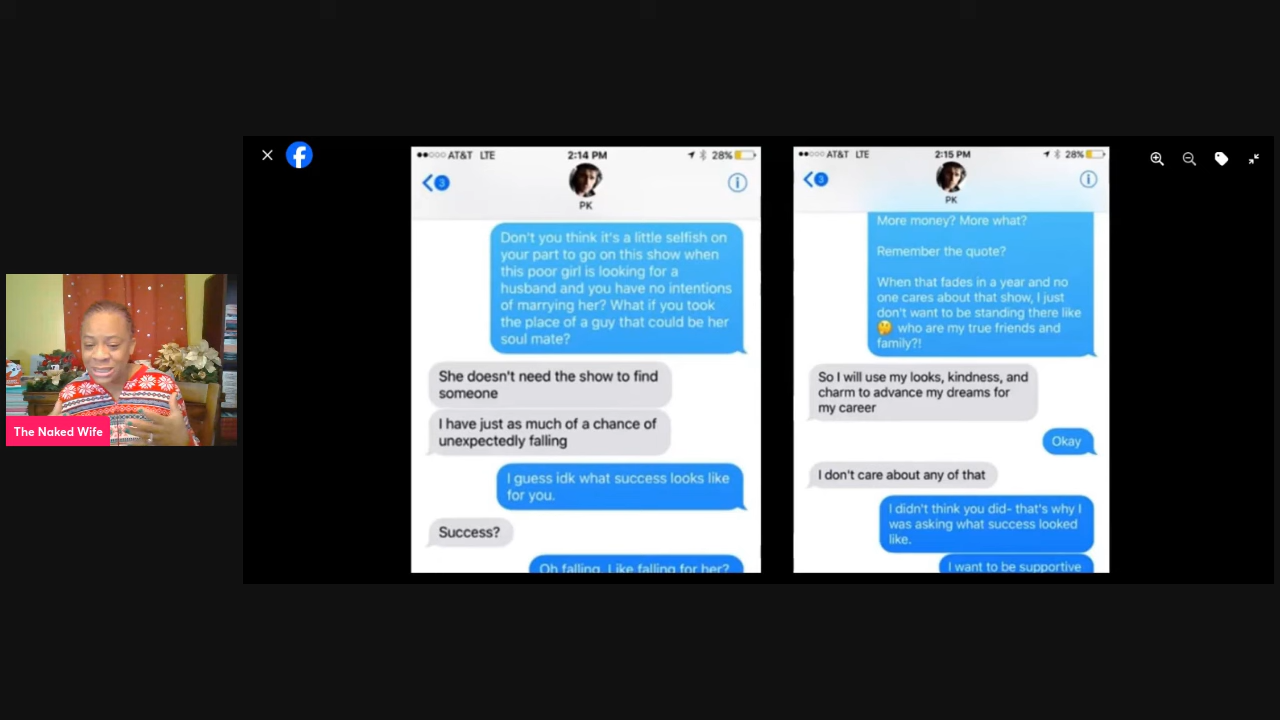 AT&T LTE
2:14 PM
28%
3
PK
Don't you think it's a little selfish on
your part to go on this show when
this poor girl is looking for a
husband and you have no intentions
of marrying her? What if you took
the place of a guy that could be her
soul mate?
She doesn't need the show to find
someone
I have just as much of a chance of
unexpectedly falling
I guess idk what success looks like
for you.
Success?
Oh falling. Like falling for her?
AT&T LTE
2:15 PM
28%
3
PK
More money? More what?
Remember the quote?
When that fades in a year and no
one cares about that show, I just
don't want to be standing there like
🤔 who are my true friends and
family?!
So I will use my looks, kindness, and
charm to advance my dreams for
my career
Okay
I don't care about any of that
I didn't think you did- that's why I
was asking what success looked
like.
I want to be supportive
The Naked Wife